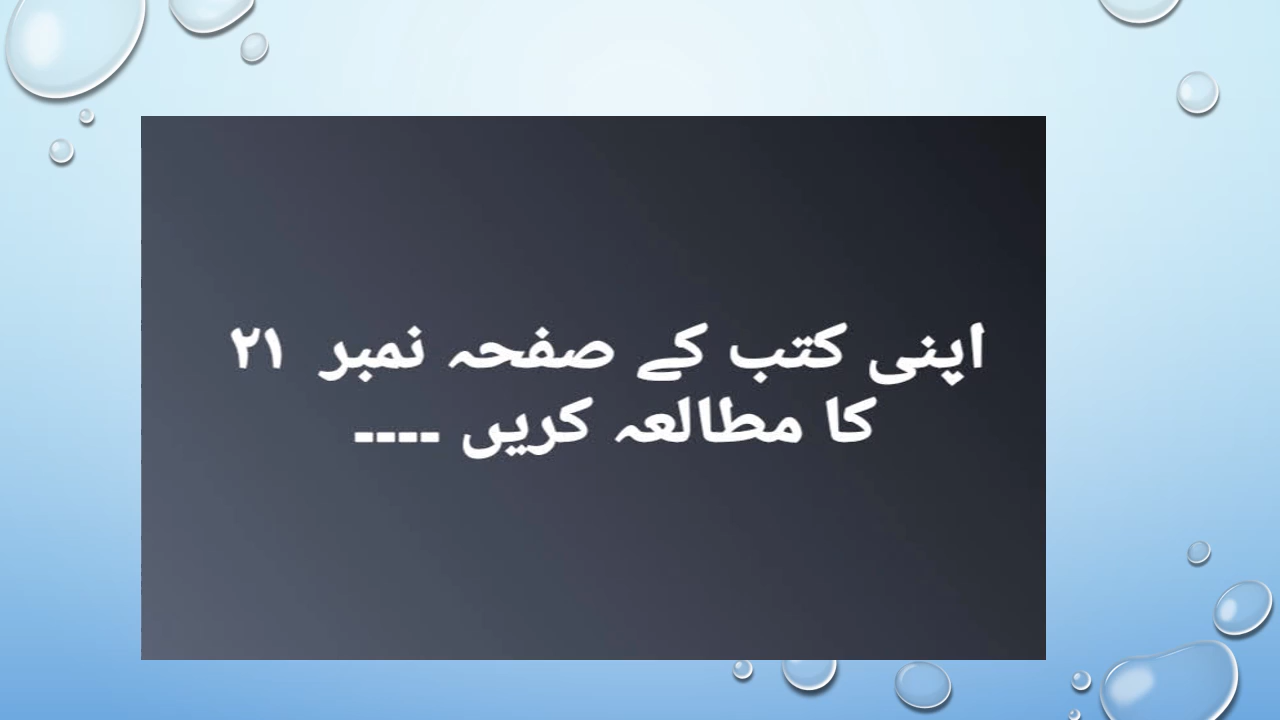 اپنی کتب کے صفحہ نمبر ۲۱
کا مطالعہ کریں ----